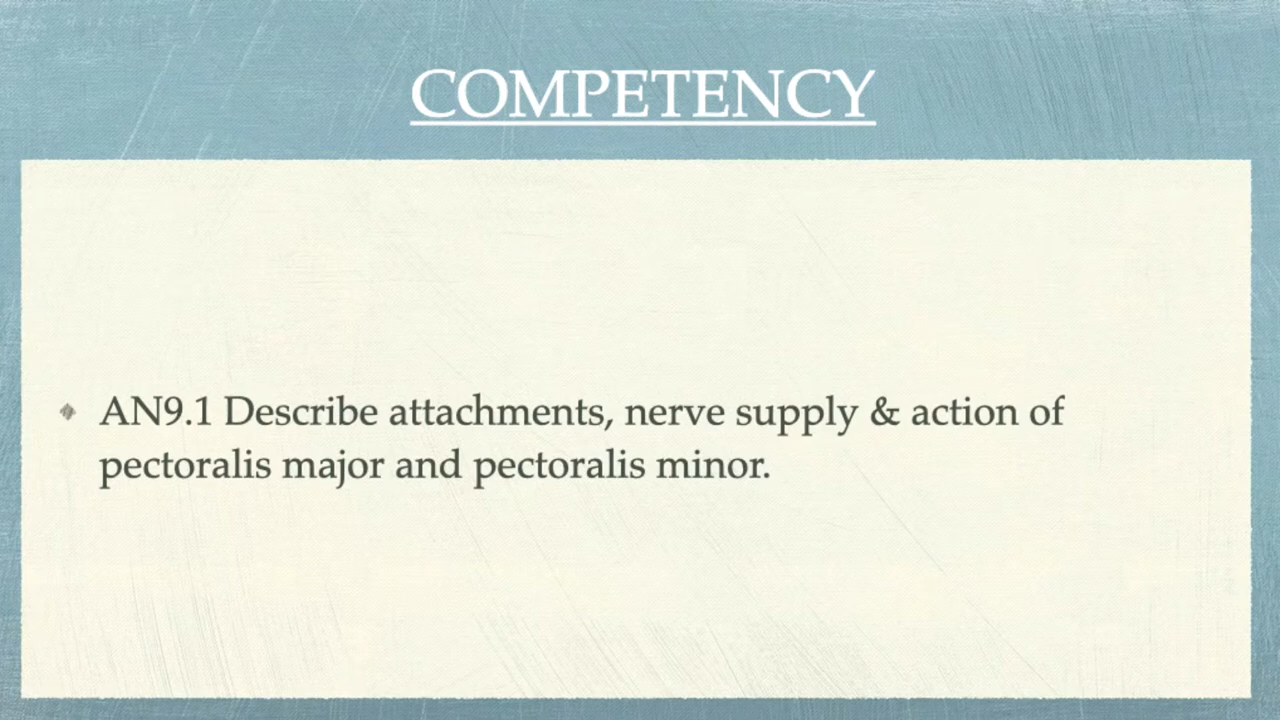 COMPETENCY
AN9.1 Describe attachments, nerve supply & action of
pectoralis major and pectoralis minor.